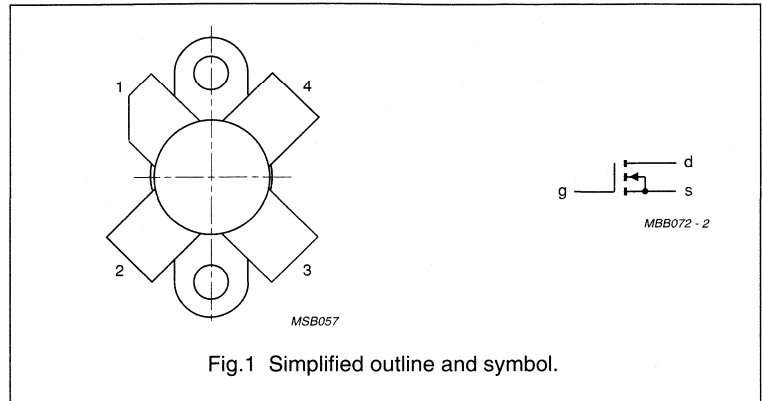 1
4
d
g
s
MBB072 - 2
2
3
MSB057
Fig.1 Simplified outline and symbol.